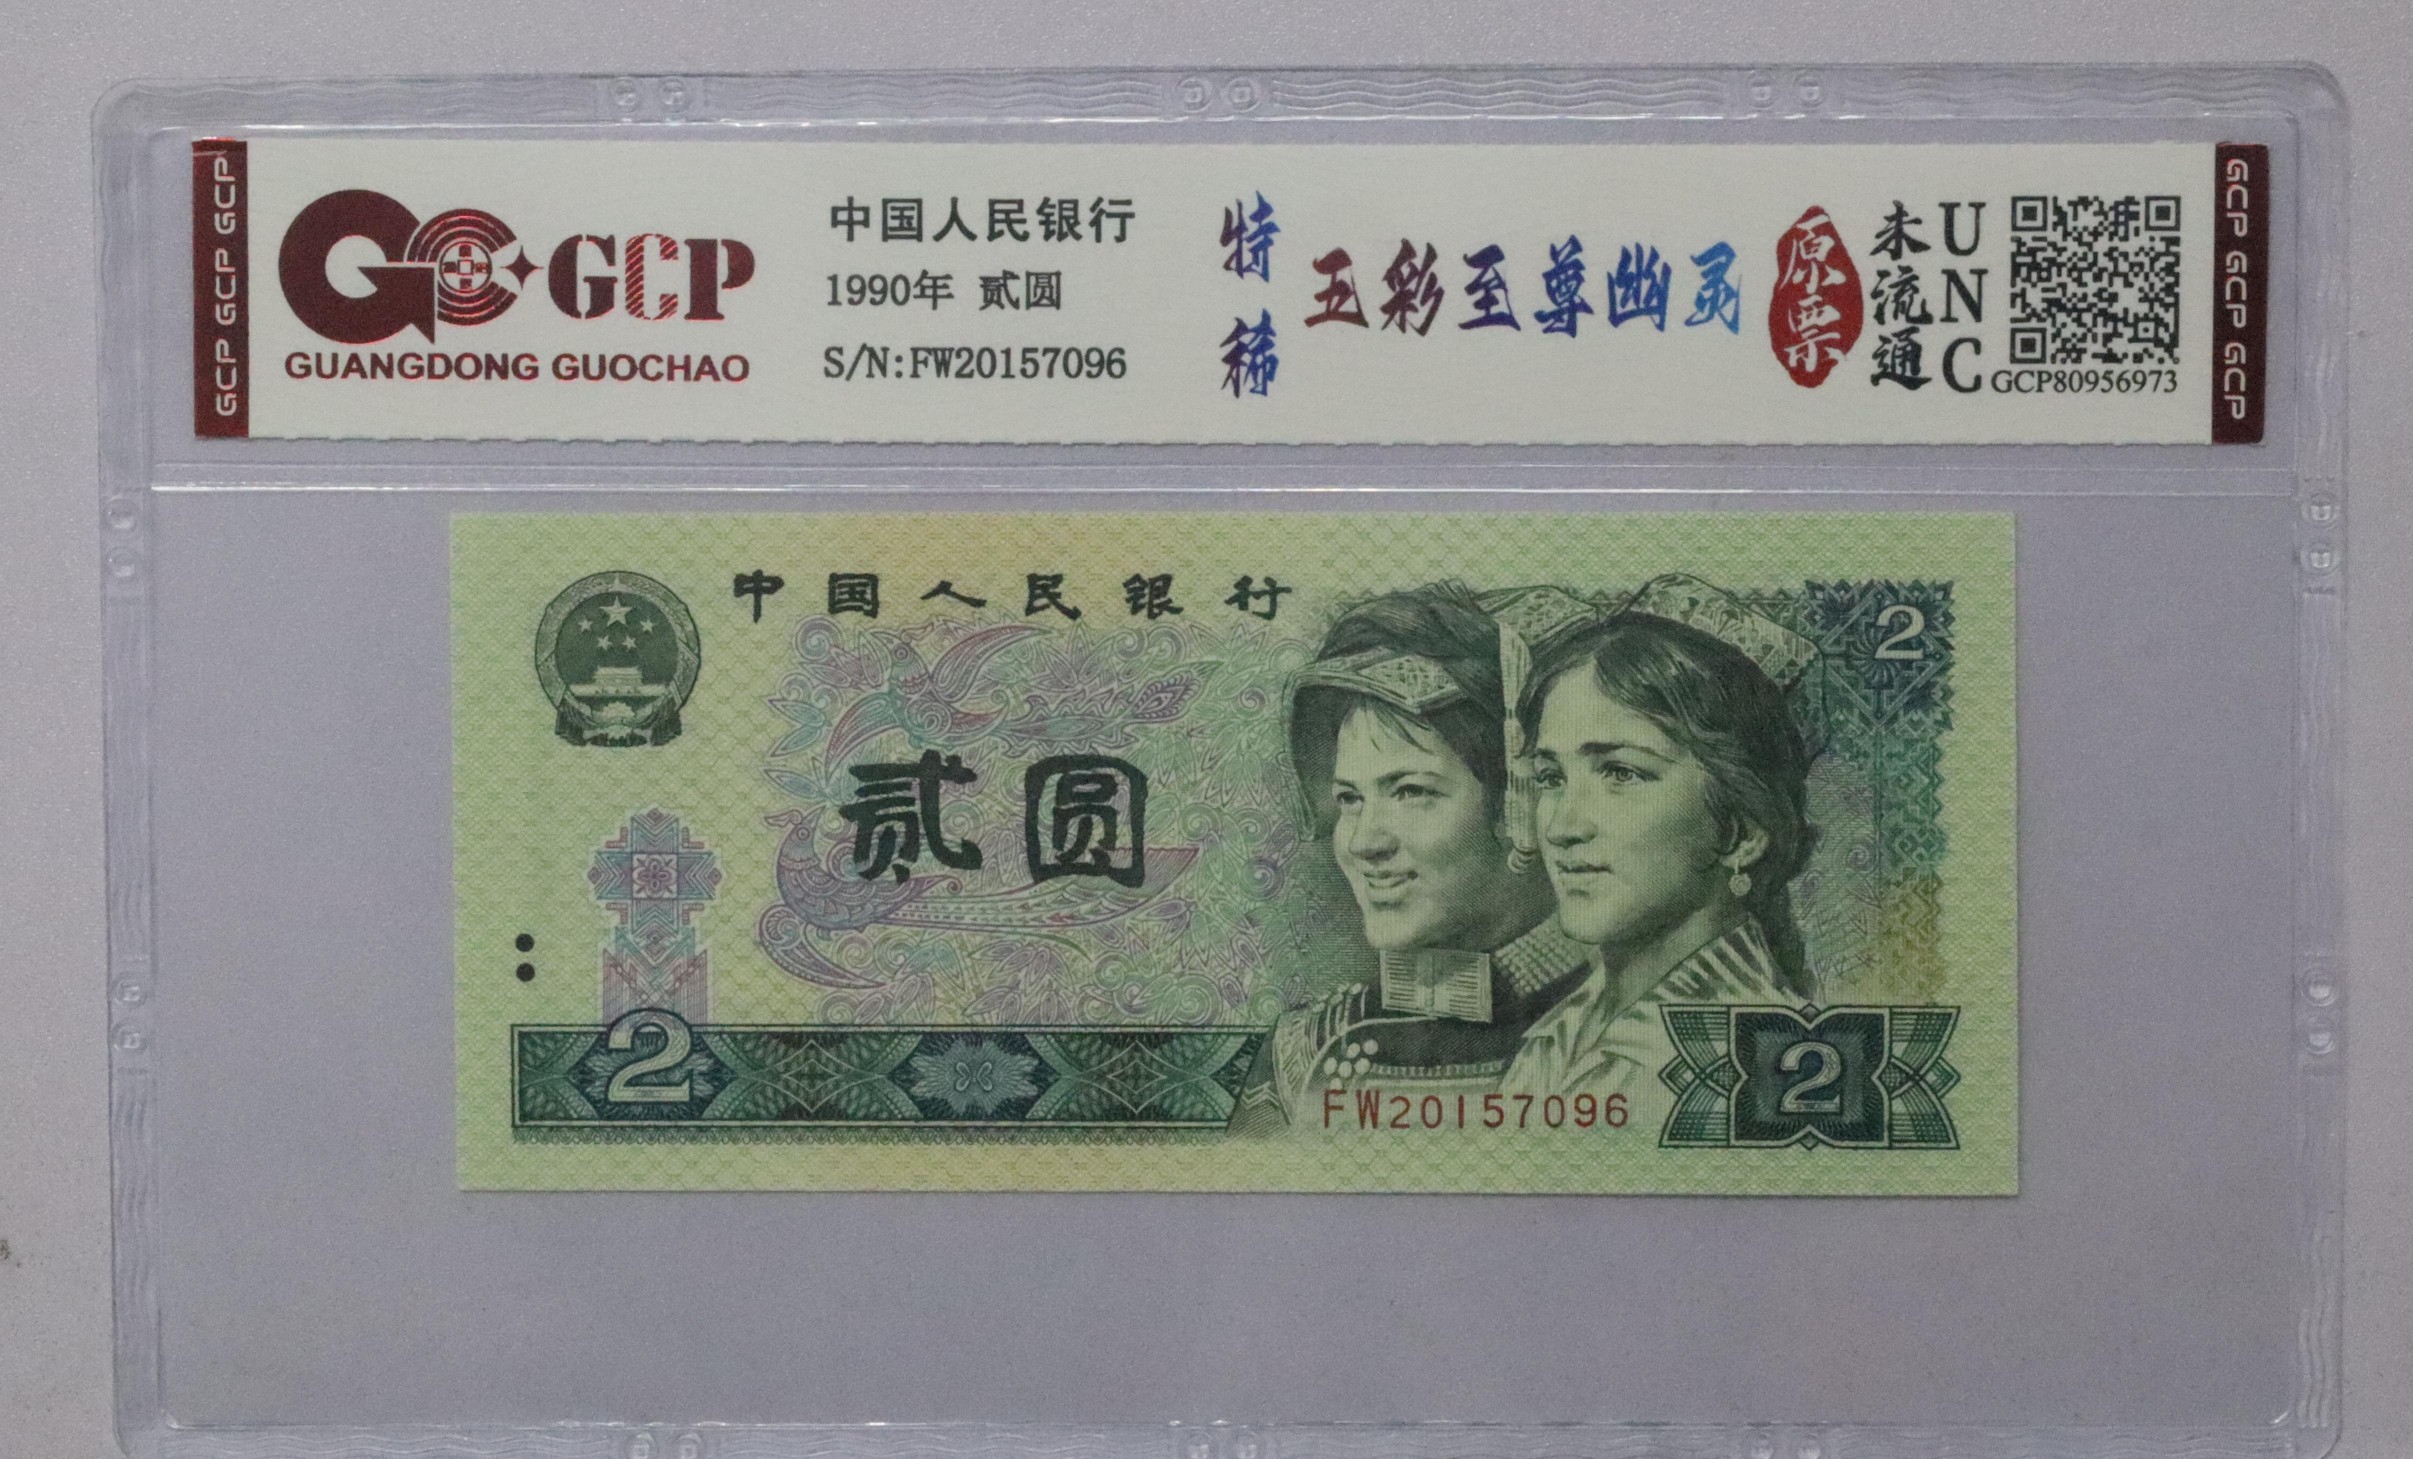 GCP GCP GCP
GCP
GUANGDONG GUOCHAO
中国人民银行
1990年 贰圆
S/N:FW20157096
特稀
五彩至尊幽灵
原票
未流通
UNC
GCP80956973
GCP GCP GCP
中国人民银行
2
贰圆
2
FW20157096
2